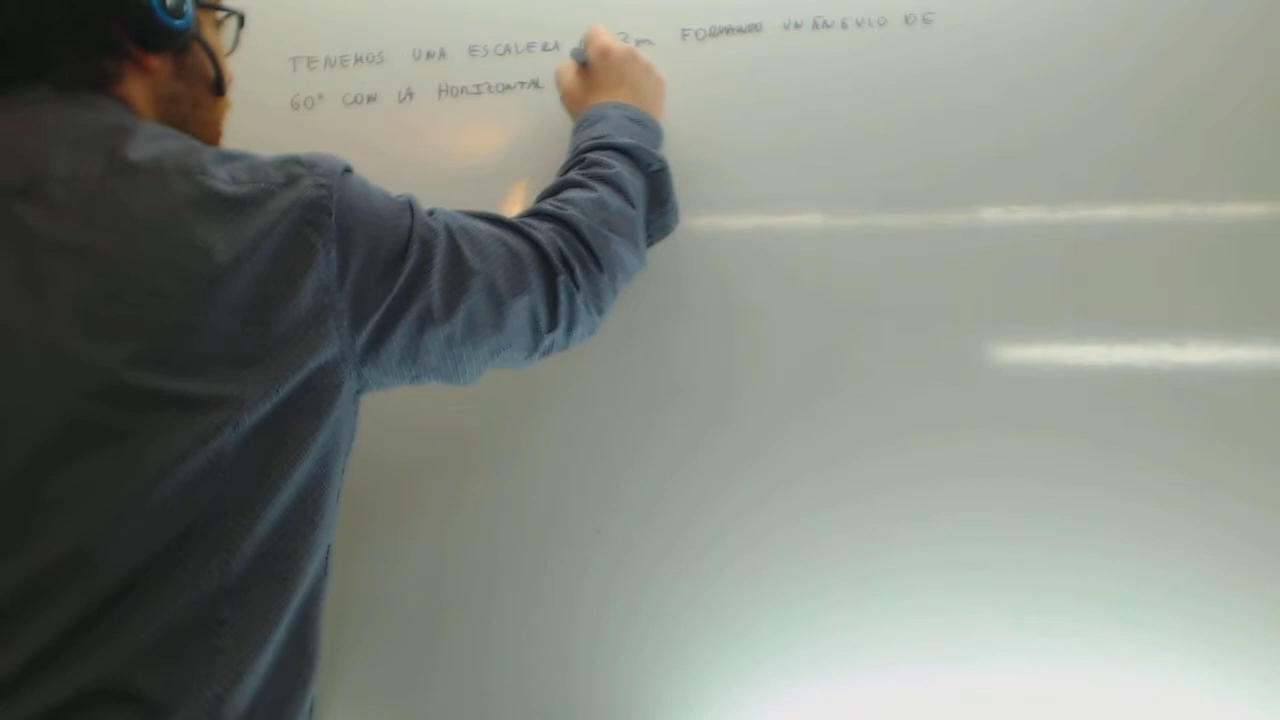 TENEMOS UNA ESCALERA 3m FORMANDO UN ÁNGULO DE
60° CON LA HORIZONTAL